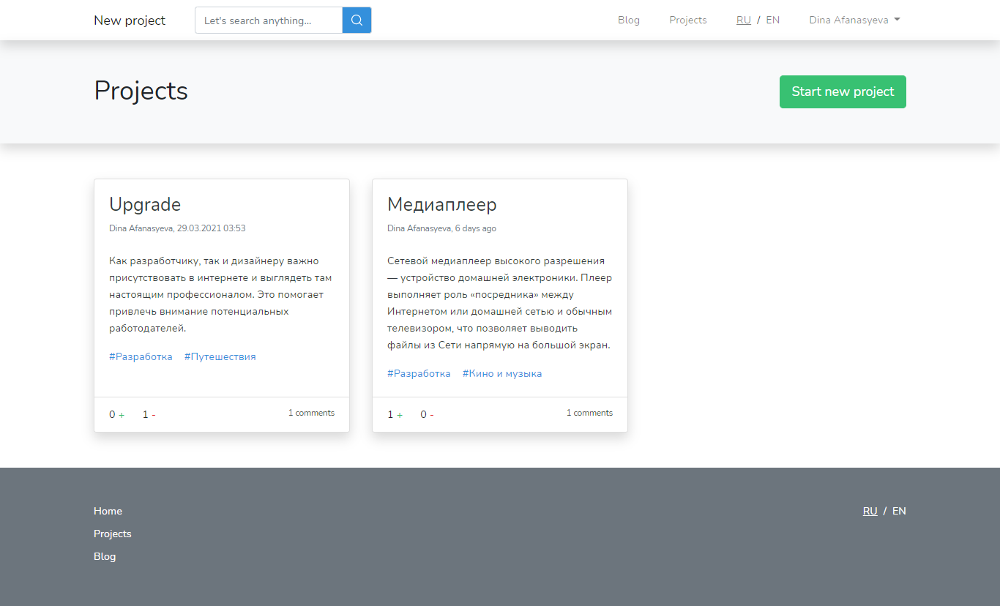 New project
Let's search anything...
Blog
Projects
RU / EN
Dina Afanasyeva
Projects
Start new project
Upgrade
Dina Afanasyeva, 29.03.2021 03:53
Как разработчику, так и дизайнеру важно
присутствовать в интернете и выглядеть там
настоящим профессионалом. Это помогает
привлечь внимание потенциальных
работодателей.
#Разработка #Путешествия
0 + 1 - 1 comments
Медиаплеер
Dina Afanasyeva, 6 days ago
Сетевой медиаплеер высокого разрешения
— устройство домашней электроники. Плеер
выполняет роль «посредника» между
Интернетом или домашней сетью и обычным
телевизором, что позволяет выводить
файлы из Сети напрямую на большой экран.
#Разработка #Кино и музыка
1 + 0 - 1 comments
Home
Projects
Blog
RU / EN